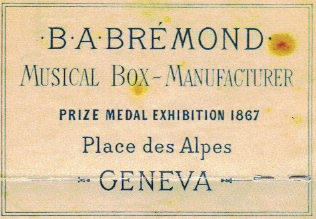 ·B·A·BRÉMOND·
MUSICAL BOX-MANUFACTURER
PRIZE MEDAL EXHIBITION 1867
Place des Alpes
GENEVA